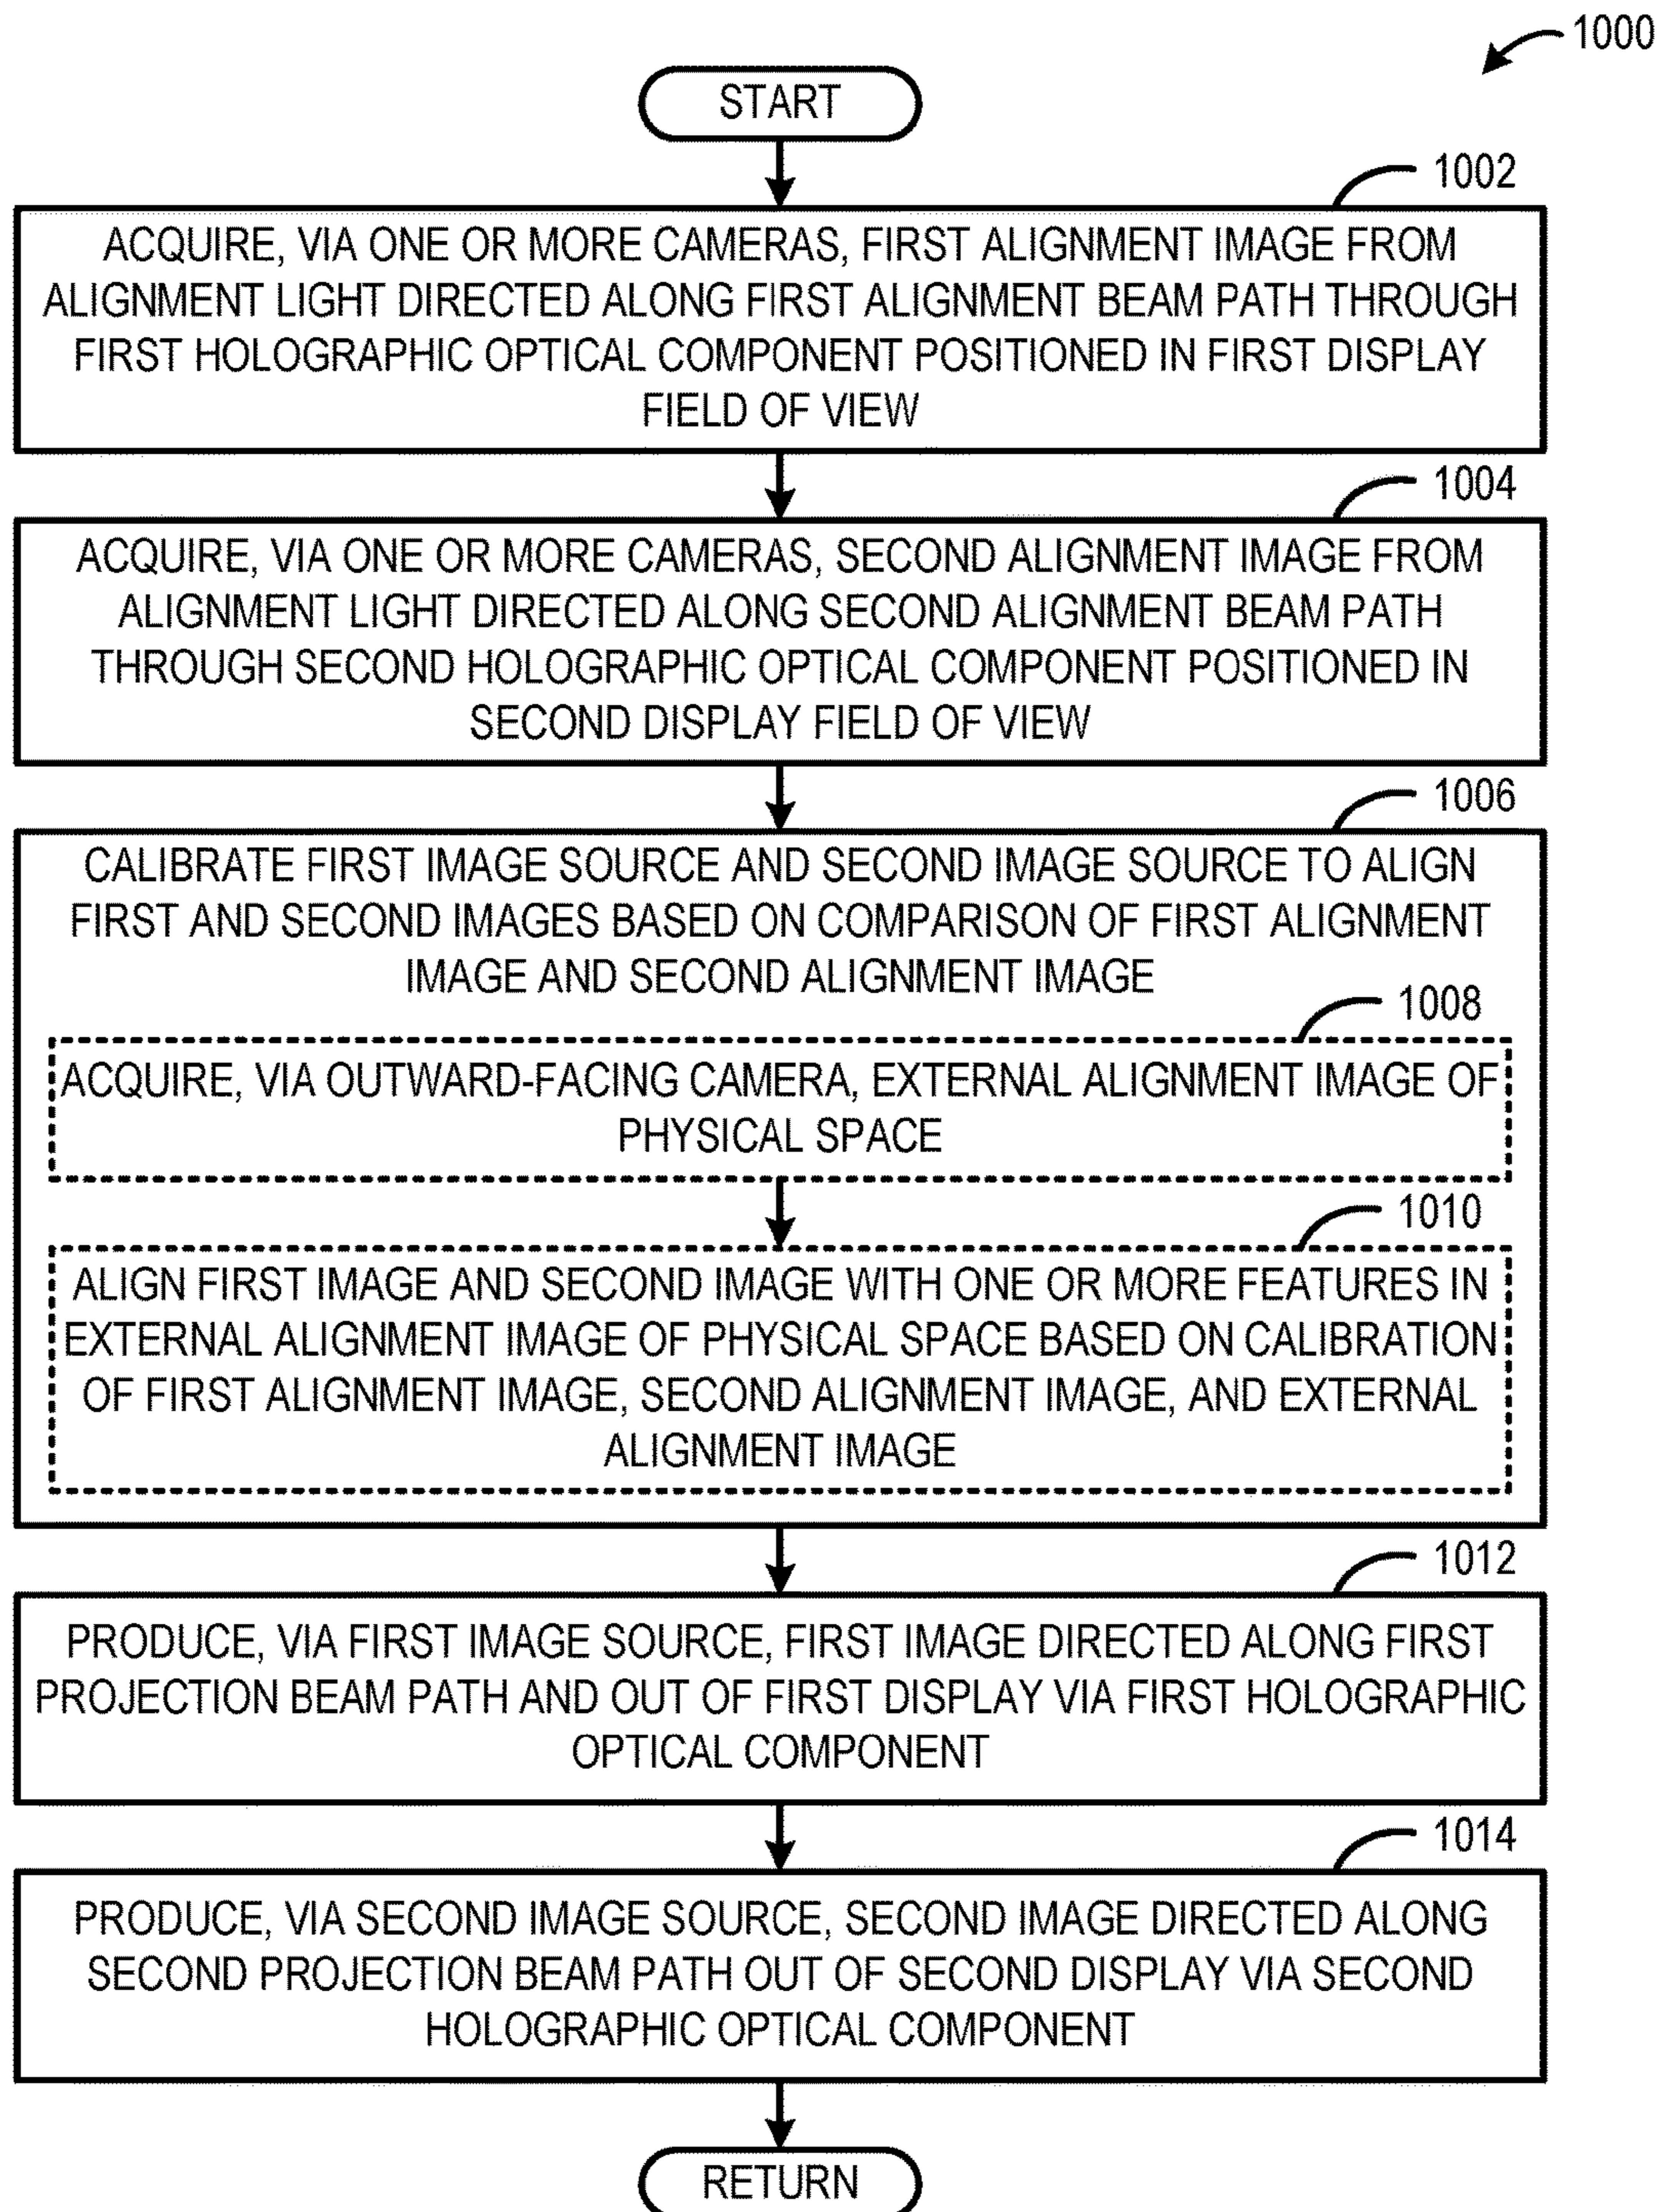 1000
START
1002
ACQUIRE, VIA ONE OR MORE CAMERAS, FIRST ALIGNMENT IMAGE FROM
ALIGNMENT LIGHT DIRECTED ALONG FIRST ALIGNMENT BEAM PATH THROUGH
FIRST HOLOGRAPHIC OPTICAL COMPONENT POSITIONED IN FIRST DISPLAY
FIELD OF VIEW
1004
ACQUIRE, VIA ONE OR MORE CAMERAS, SECOND ALIGNMENT IMAGE FROM
ALIGNMENT LIGHT DIRECTED ALONG SECOND ALIGNMENT BEAM PATH
THROUGH SECOND HOLOGRAPHIC OPTICAL COMPONENT POSITIONED IN
SECOND DISPLAY FIELD OF VIEW
1006
CALIBRATE FIRST IMAGE SOURCE AND SECOND IMAGE SOURCE TO ALIGN
FIRST AND SECOND IMAGES BASED ON COMPARISON OF FIRST ALIGNMENT
IMAGE AND SECOND ALIGNMENT IMAGE
1008
ACQUIRE, VIA OUTWARD-FACING CAMERA, EXTERNAL ALIGNMENT IMAGE OF
PHYSICAL SPACE
1010
ALIGN FIRST IMAGE AND SECOND IMAGE WITH ONE OR MORE FEATURES IN
EXTERNAL ALIGNMENT IMAGE OF PHYSICAL SPACE BASED ON CALIBRATION
OF FIRST ALIGNMENT IMAGE, SECOND ALIGNMENT IMAGE, AND EXTERNAL
ALIGNMENT IMAGE
1012
PRODUCE, VIA FIRST IMAGE SOURCE, FIRST IMAGE DIRECTED ALONG FIRST
PROJECTION BEAM PATH AND OUT OF FIRST DISPLAY VIA FIRST HOLOGRAPHIC
OPTICAL COMPONENT
1014
PRODUCE, VIA SECOND IMAGE SOURCE, SECOND IMAGE DIRECTED ALONG
SECOND PROJECTION BEAM PATH OUT OF SECOND DISPLAY VIA SECOND
HOLOGRAPHIC OPTICAL COMPONENT
RETURN